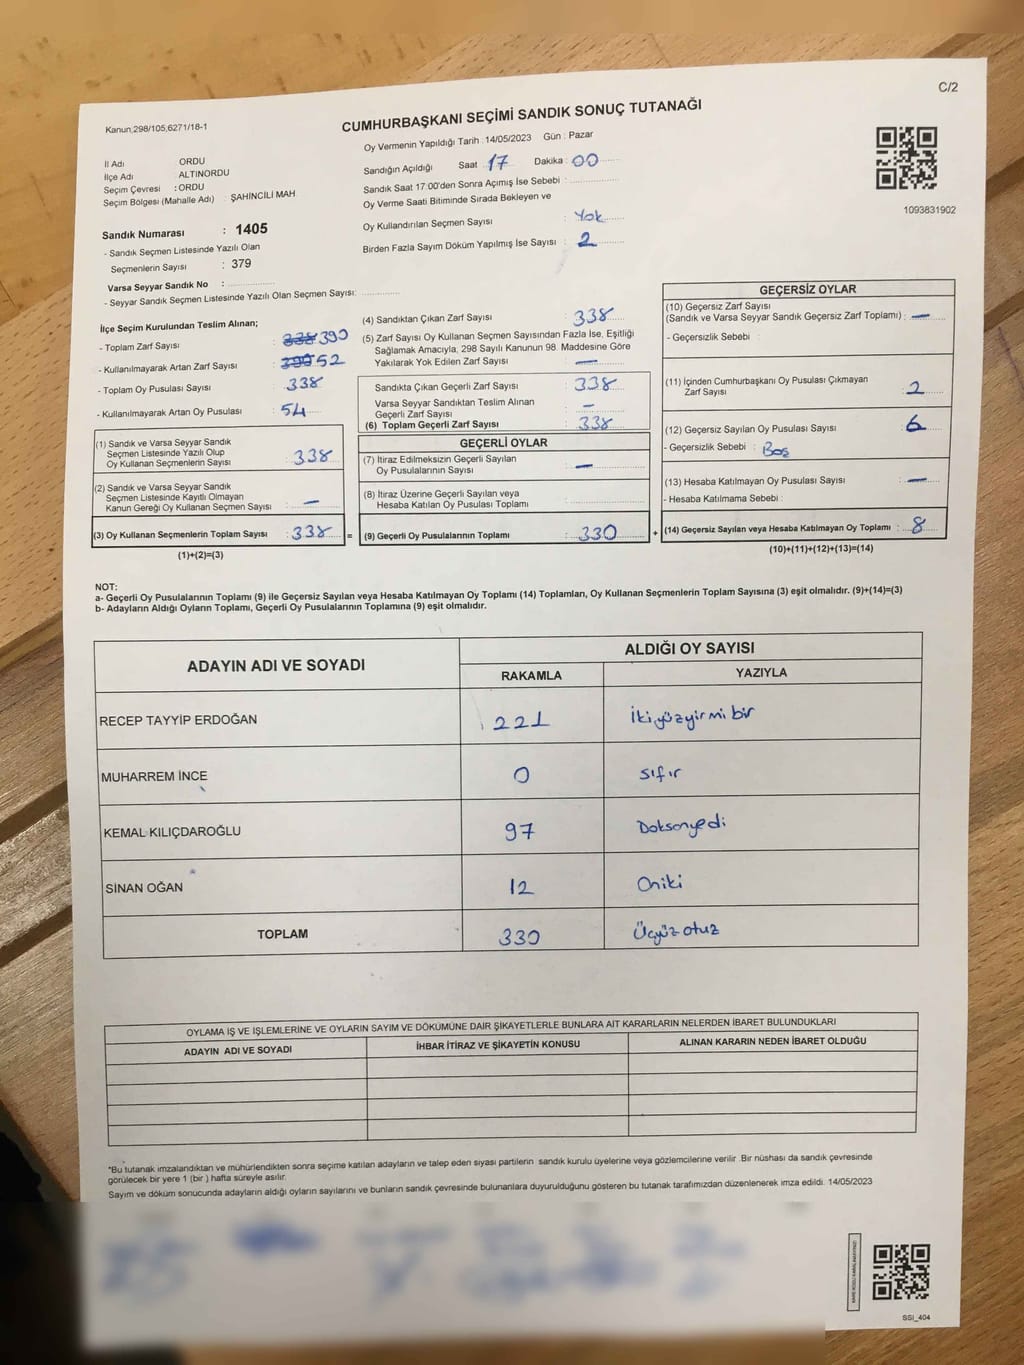 C/2
Kanun,298/105,6271/18-1
CUMHURBAŞKANI SEÇİMİ SANDIK SONUÇ TUTANAĞI
Oy Vermenin Yapıldığı Tarih : 14/05/2023 Gün : Pazar
İl Adı : ORDU
İlçe Adı : ALTINORDU
Seçim Çevresi : ORDU
Seçim Bölgesi (Mahalle Adı) : ŞAHİNCİLİ MAH
Sandık Numarası : 1405
- Sandık Seçmen Listesinde Yazılı Olan
Seçmenlerin Sayısı : 379
Varsa Seyyar Sandık No :
- Seyyar Sandık Seçmen Listesinde Yazılı Olan Seçmen Sayısı:
Sandığın Açıldığı Saat 17 Dakika : 00
Sandık Saat 17:00'den Sonra Açımış İse Sebebi :
Oy Verme Saati Bitiminde Sırada Bekleyen ve
Oy Kullandırılan Seçmen Sayısı : Yok
Birden Fazla Sayım Döküm Yapılmış İse Sayısı : 2
1093831902
İlçe Seçim Kurulundan Teslim Alınan;
- Toplam Zarf Sayısı : 338 390
- Kullanılmayarak Artan Zarf Sayısı : 390 52
- Toplam Oy Pusulası Sayısı : 338
- Kullanılmayarak Artan Oy Pusulası : 54
(1) Sandık ve Varsa Seyyar Sandık
Seçmen Listesinde Yazılı Olup
Oy Kullanan Seçmenlerin Sayısı : 338
(2) Sandık ve Varsa Seyyar Sandık
Seçmen Listesinde Kayıtlı Olmayan
Kanun Gereği Oy Kullanan Seçmen Sayısı : —
(3) Oy Kullanan Seçmenlerin Toplam Sayısı : 338 =
(1)+(2)=(3)
(4) Sandıktan Çıkan Zarf Sayısı : 338
(5) Zarf Sayısı Oy Kullanan Seçmen Sayısından Fazla İse, Eşitliği
Sağlamak Amacıyla, 298 Sayılı Kanunun 98. Maddesine Göre
Yakılarak Yok Edilen Zarf Sayısı : —
Sandıkta Çıkan Geçerli Zarf Sayısı : 338
Varsa Seyyar Sandıktan Teslim Alınan
Geçerli Zarf Sayısı : —
(6) Toplam Geçerli Zarf Sayısı : 338
GEÇERLİ OYLAR
(7) İtiraz Edilmeksizin Geçerli Sayılan
Oy Pusulalarının Sayısı : —
(8) İtiraz Üzerine Geçerli Sayılan veya
Hesaba Katılan Oy Pusulası Toplamı :
(9) Geçerli Oy Pusulalarının Toplamı : 330 +
GEÇERSİZ OYLAR
(10) Geçersiz Zarf Sayısı
(Sandık ve Varsa Seyyar Sandık Geçersiz Zarf Toplamı) : —
- Geçersizlik Sebebi :
(11) İçinden Cumhurbaşkanı Oy Pusulası Çıkmayan
Zarf Sayısı : 2
(12) Geçersiz Sayılan Oy Pusulası Sayısı : 6
- Geçersizlik Sebebi : Boş
(13) Hesaba Katılmayan Oy Pusulası Sayısı : —
- Hesaba Katılmama Sebebi :
(14) Geçersiz Sayılan veya Hesaba Katılmayan Oy Toplamı : 8
(10)+(11)+(12)+(13)=(14)
NOT:
a- Geçerli Oy Pusulalarının Toplamı (9) ile Geçersiz Sayılan veya Hesaba Katılmayan Oy Toplamı (14) Toplamları, Oy Kullanan Seçmenlerin Toplam Sayısına (3) eşit olmalıdır. (9)+(14)=(3)
b- Adayların Aldığı Oyların Toplamı, Geçerli Oy Pusulalarının Toplamına (9) eşit olmalıdır.
ADAYIN ADI VE SOYADI ALDIĞI OY SAYISI
RAKAMLA YAZIYLA
RECEP TAYYİP ERDOĞAN 221 İkiyüzyirmi bir
MUHARREM İNCE 0 sıfır
KEMAL KILIÇDAROĞLU 97 Doksanyedi
SİNAN OĞAN 12 Oniki
TOPLAM 330 Üçyüz otuz
OYLAMA İŞ VE İŞLEMLERİNE VE OYLARIN SAYIM VE DÖKÜMÜNE DAİR ŞİKAYETLERLE BUNLARA AİT KARARLARIN NELERDEN İBARET BULUNDUKLARI
ADAYIN ADI VE SOYADI İHBAR İTİRAZ VE ŞİKAYETİN KONUSU ALINAN KARARIN NEDEN İBARET OLDUĞU
*Bu tutanak imzalandıktan ve mühürlendikten sonra seçime katılan adayların ve talep eden siyasi partilerin sandık kurulu üyelerine veya gözlemcilerine verilir .Bir nüshası da sandık çevresinde
görülecek bir yere 1 (bir ) hafta süreyle asılır.
Sayım ve döküm sonucunda adayların aldığı oyların sayılarını ve bunların sandık çevresinde bulunanlara duyurulduğunu gösteren bu tutanak tarafımızdan düzenlenerek imza edildi. 14/05/2023
SSİ_404